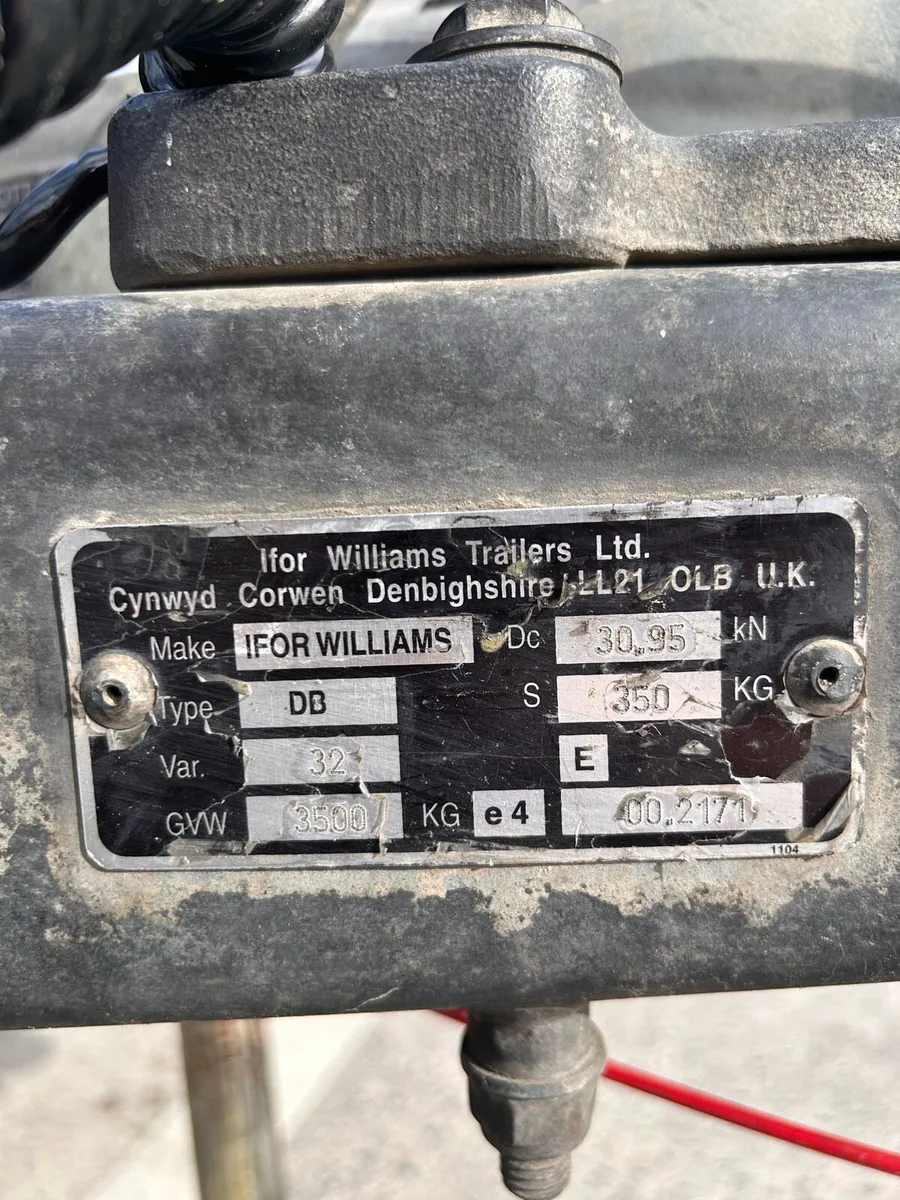 Ifor Williams Trailers Ltd.
Cynwyd Corwen Denbighshire LL21 OLB U.K.
Make IFOR WILLIAMS Dc 30.95 kN
Type DB S 350 KG
Var. 32 E
GVW 3500 KG e4 00.2171
1104